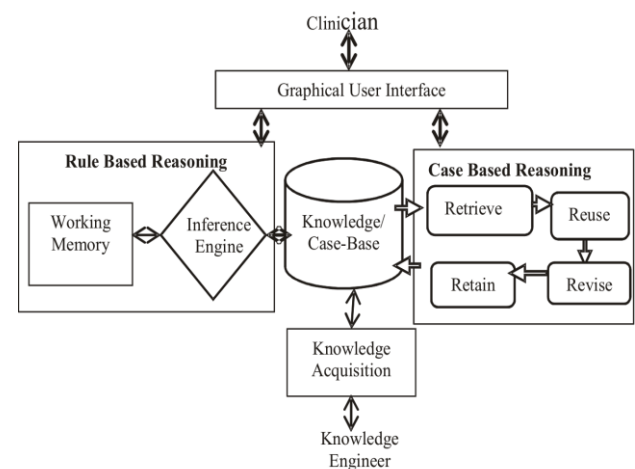 Clinician
Graphical User Interface
Rule Based Reasoning
Working
Memory
Inference
Engine
Knowledge/
Case-Base
Case Based Reasoning
Retrieve
Reuse
Retain
Revise
Knowledge
Acquisition
Knowledge
Engineer